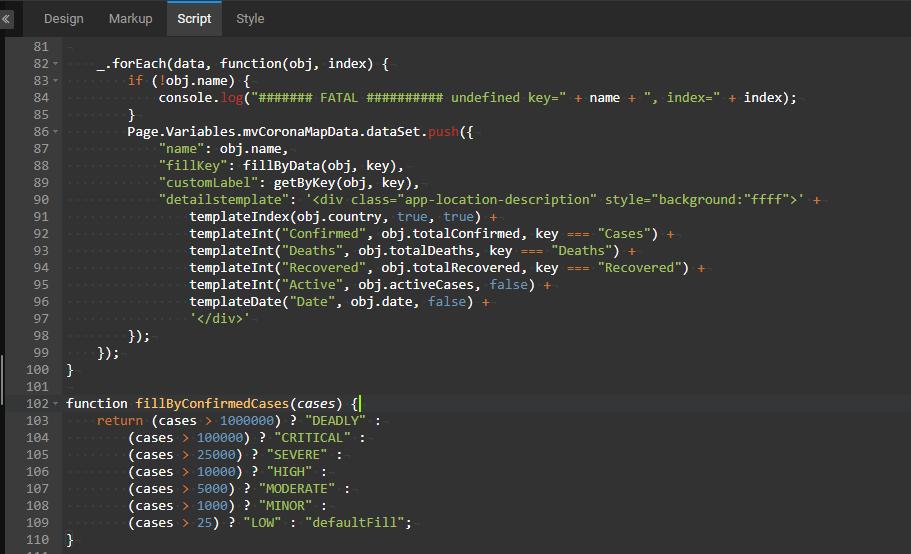 Design Markup Script Style
81
82 _.forEach(data, function(obj, index) {
83 if (!obj.name) {
84 console.log("####### FATAL ########## undefined key=" + name + ", index=" + index);
85 }
86 Page.Variables.mvCoronaMapData.dataSet.push({
87 "name": obj.name,
88 "fillKey": fillByData(obj, key),
89 "customLabel": getByKey(obj, key),
90 "detailstemplate": '<div class="app-location-description" style="background:"ffff">' +
91 templateIndex(obj.country, true, true) +
92 templateInt("Confirmed", obj.totalConfirmed, key === "Cases") +
93 templateInt("Deaths", obj.totalDeaths, key === "Deaths") +
94 templateInt("Recovered", obj.totalRecovered, key === "Recovered") +
95 templateInt("Active", obj.activeCases, false) +
96 templateDate("Date", obj.date, false) +
97 '</div>'
98 });
99 });
100 }
101
102 function fillByConfirmedCases(cases) {
103 return (cases > 1000000) ? "DEADLY" :
104 (cases > 100000) ? "CRITICAL" :
105 (cases > 25000) ? "SEVERE" :
106 (cases > 10000) ? "HIGH" :
107 (cases > 5000) ? "MODERATE" :
108 (cases > 1000) ? "MINOR" :
109 (cases > 25) ? "LOW" : "defaultFill";
110 }